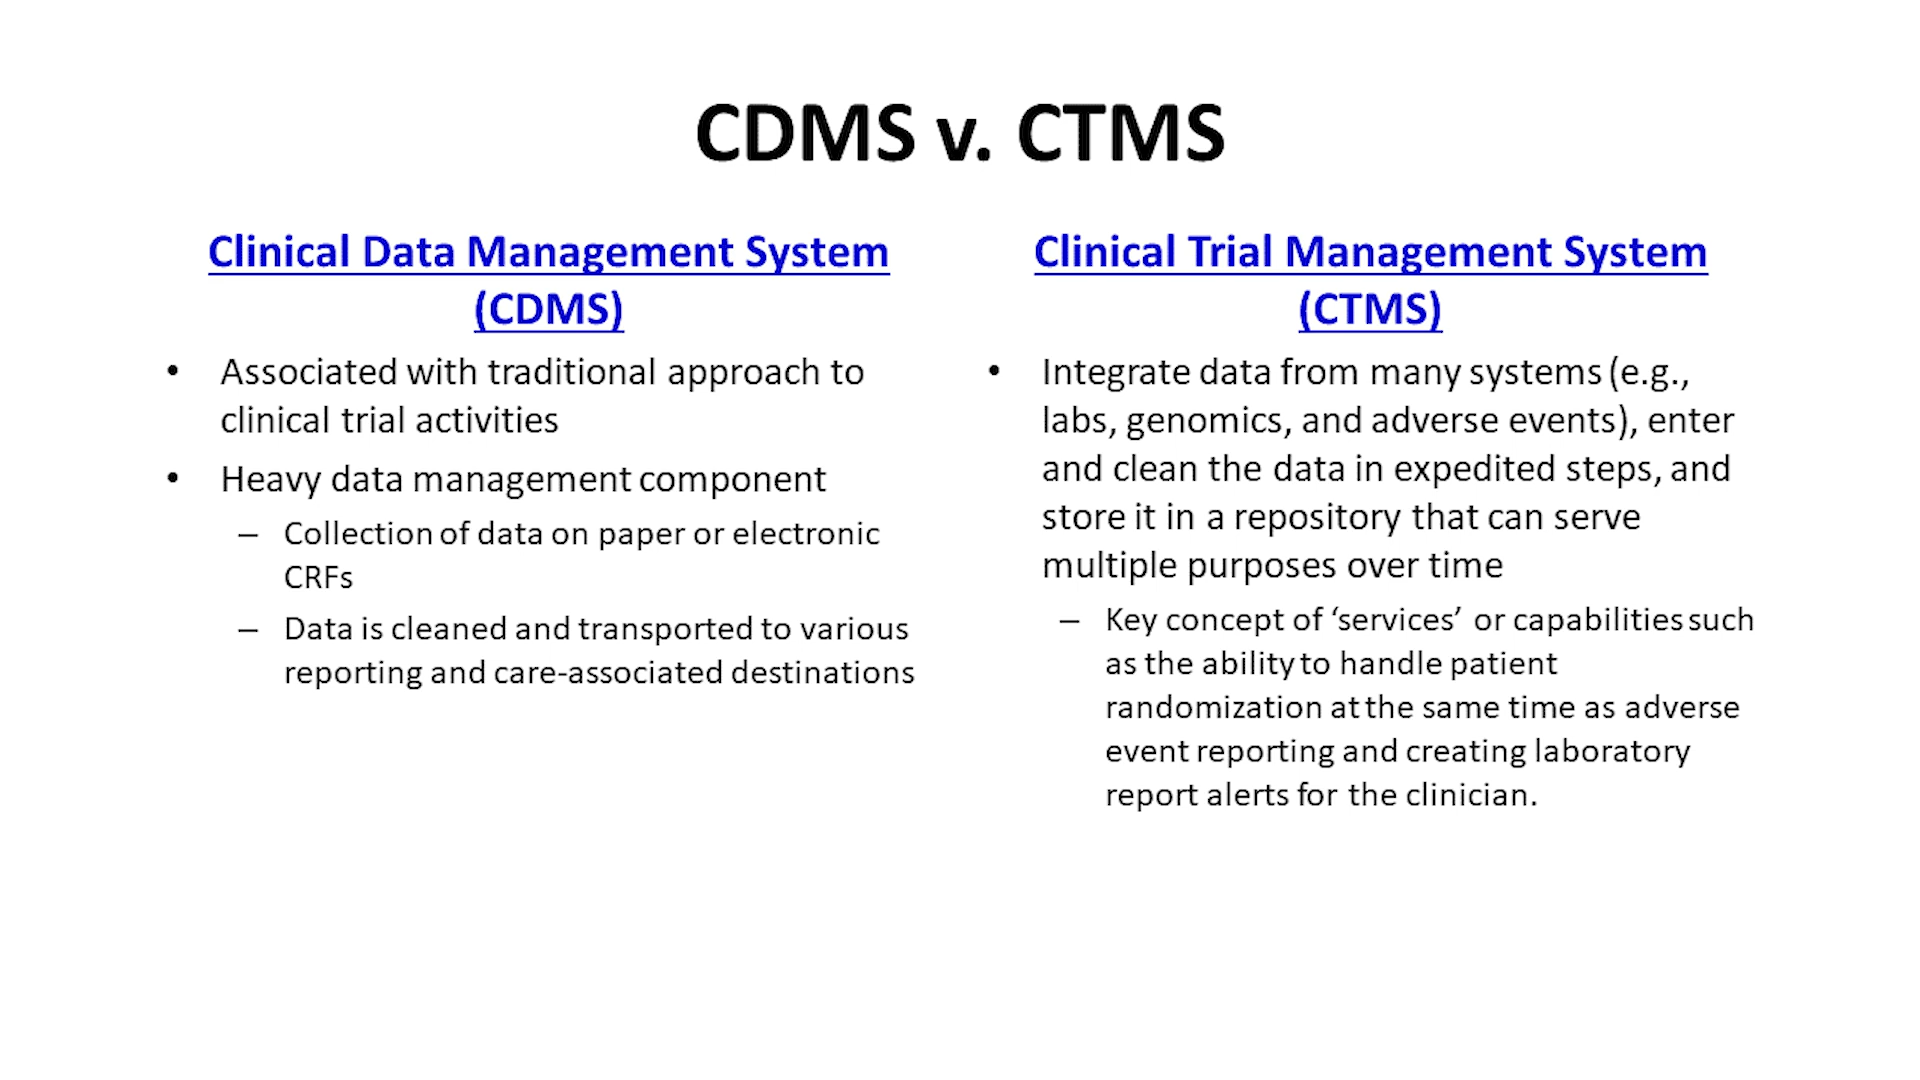 CDMS v. CTMS
Clinical Data Management System
(CDMS)
• Associated with traditional approach to
clinical trial activities
• Heavy data management component
– Collection of data on paper or electronic
CRFs
– Data is cleaned and transported to various
reporting and care-associated destinations
Clinical Trial Management System
(CTMS)
• Integrate data from many systems (e.g.,
labs, genomics, and adverse events), enter
and clean the data in expedited steps, and
store it in a repository that can serve
multiple purposes over time
– Key concept of ‘services’ or capabilities such
as the ability to handle patient
randomization at the same time as adverse
event reporting and creating laboratory
report alerts for the clinician.